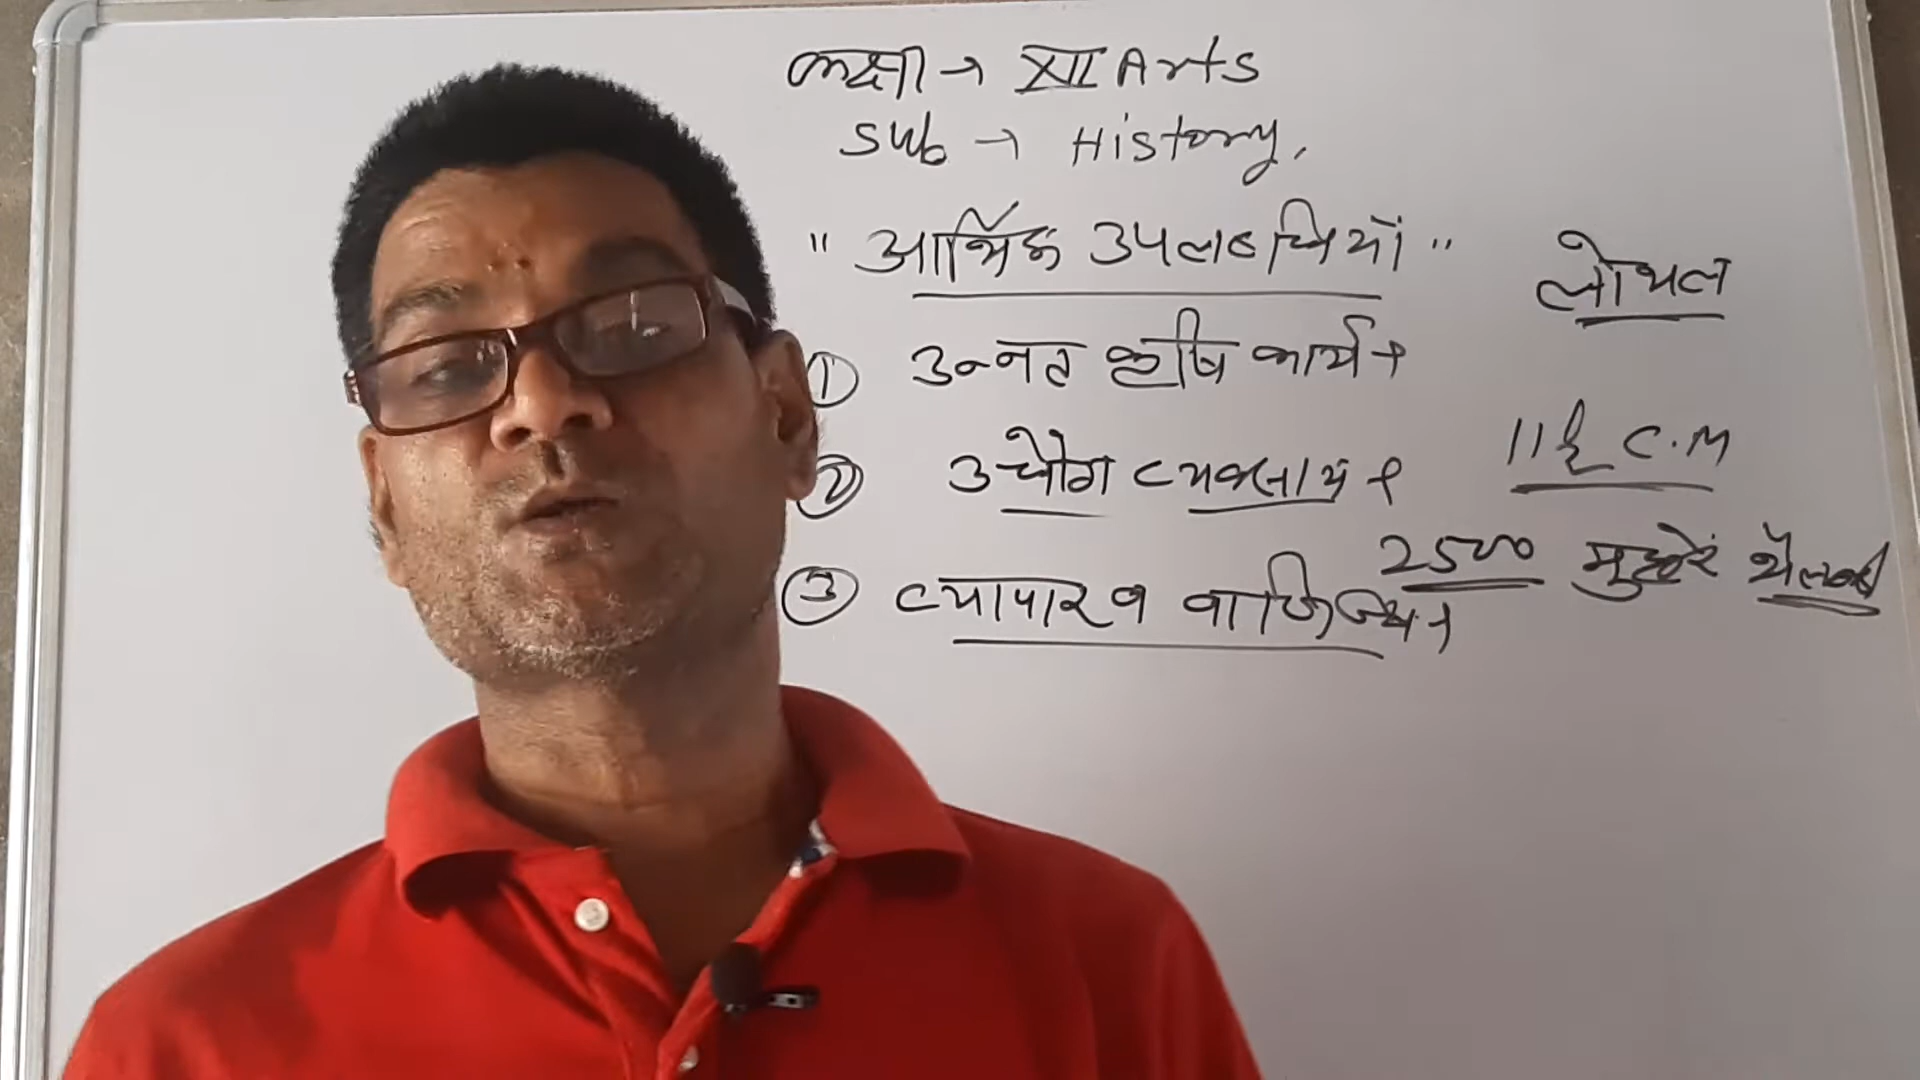 कक्षा → XII Arts
Sub → History,
" आर्थिक उपलब्धियाँ "
लोथल
① उन्नत कृषि कार्य →
② उद्योग व्यवसाय →
11½ C.M
2500 मुहरें
③ व्यापार व वाणिज्य →